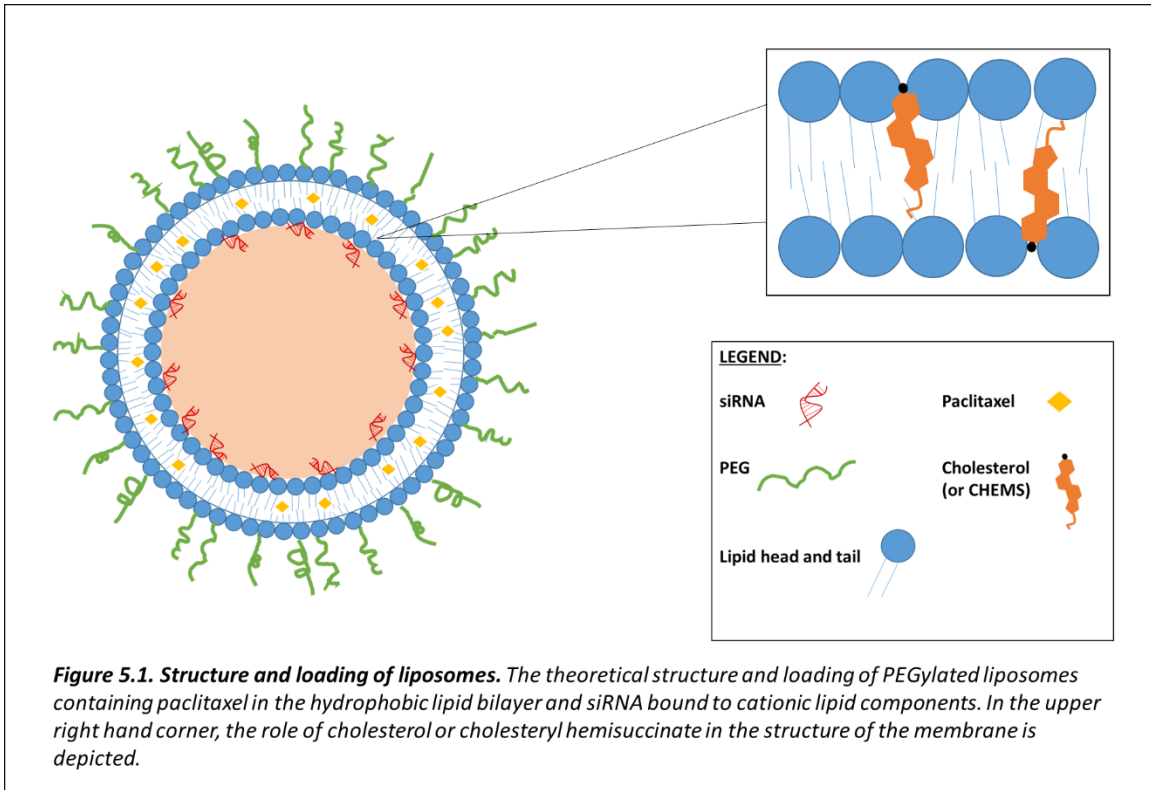 LEGEND:
siRNA
Paclitaxel
PEG
Cholesterol
(or CHEMS)
Lipid head and tail
Figure 5.1. Structure and loading of liposomes. The theoretical structure and loading of PEGylated liposomes
containing paclitaxel in the hydrophobic lipid bilayer and siRNA bound to cationic lipid components. In the upper
right hand corner, the role of cholesterol or cholesteryl hemisuccinate in the structure of the membrane is
depicted.